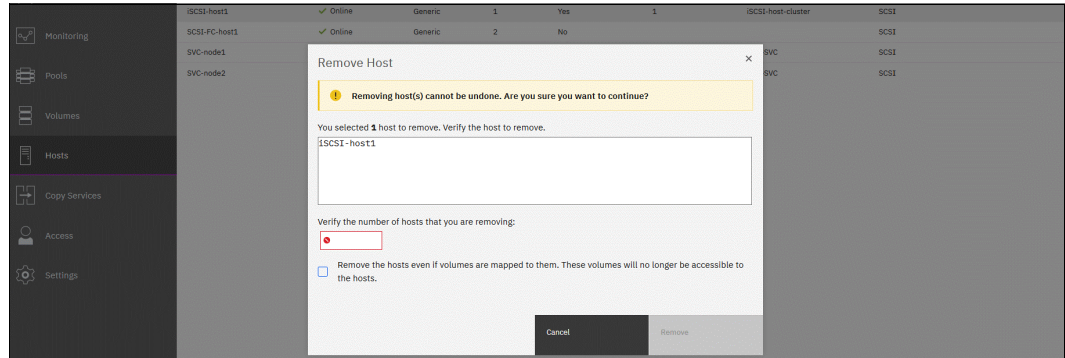 iSCSI-host1 Online Generic 1 Yes 1 iSCSI-host-cluster SCSI
Monitoring
SCSI-FC-host1 Online Generic 2 No SCSI
SVC-node1 SVC SCSI
Remove Host
Pools
SVC-node2 SVC SCSI
Removing host(s) cannot be undone. Are you sure you want to continue?
Volumes
You selected 1 host to remove. Verify the host to remove.
iSCSI-host1
Hosts
Copy Services
Verify the number of hosts that you are removing:
Access
Remove the hosts even if volumes are mapped to them. These volumes will no longer be accessible to
the hosts.
Settings
Cancel Remove